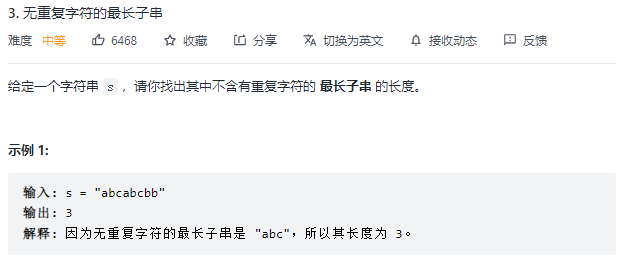 3. 无重复字符的最长子串
难度 中等 6468 收藏 分享 切换为英文 接收动态 反馈
给定一个字符串 s ，请你找出其中不含有重复字符的 最长子串 的长度。
示例 1:
输入: s = "abcabcbb"
输出: 3
解释: 因为无重复字符的最长子串是 "abc"，所以其长度为 3。